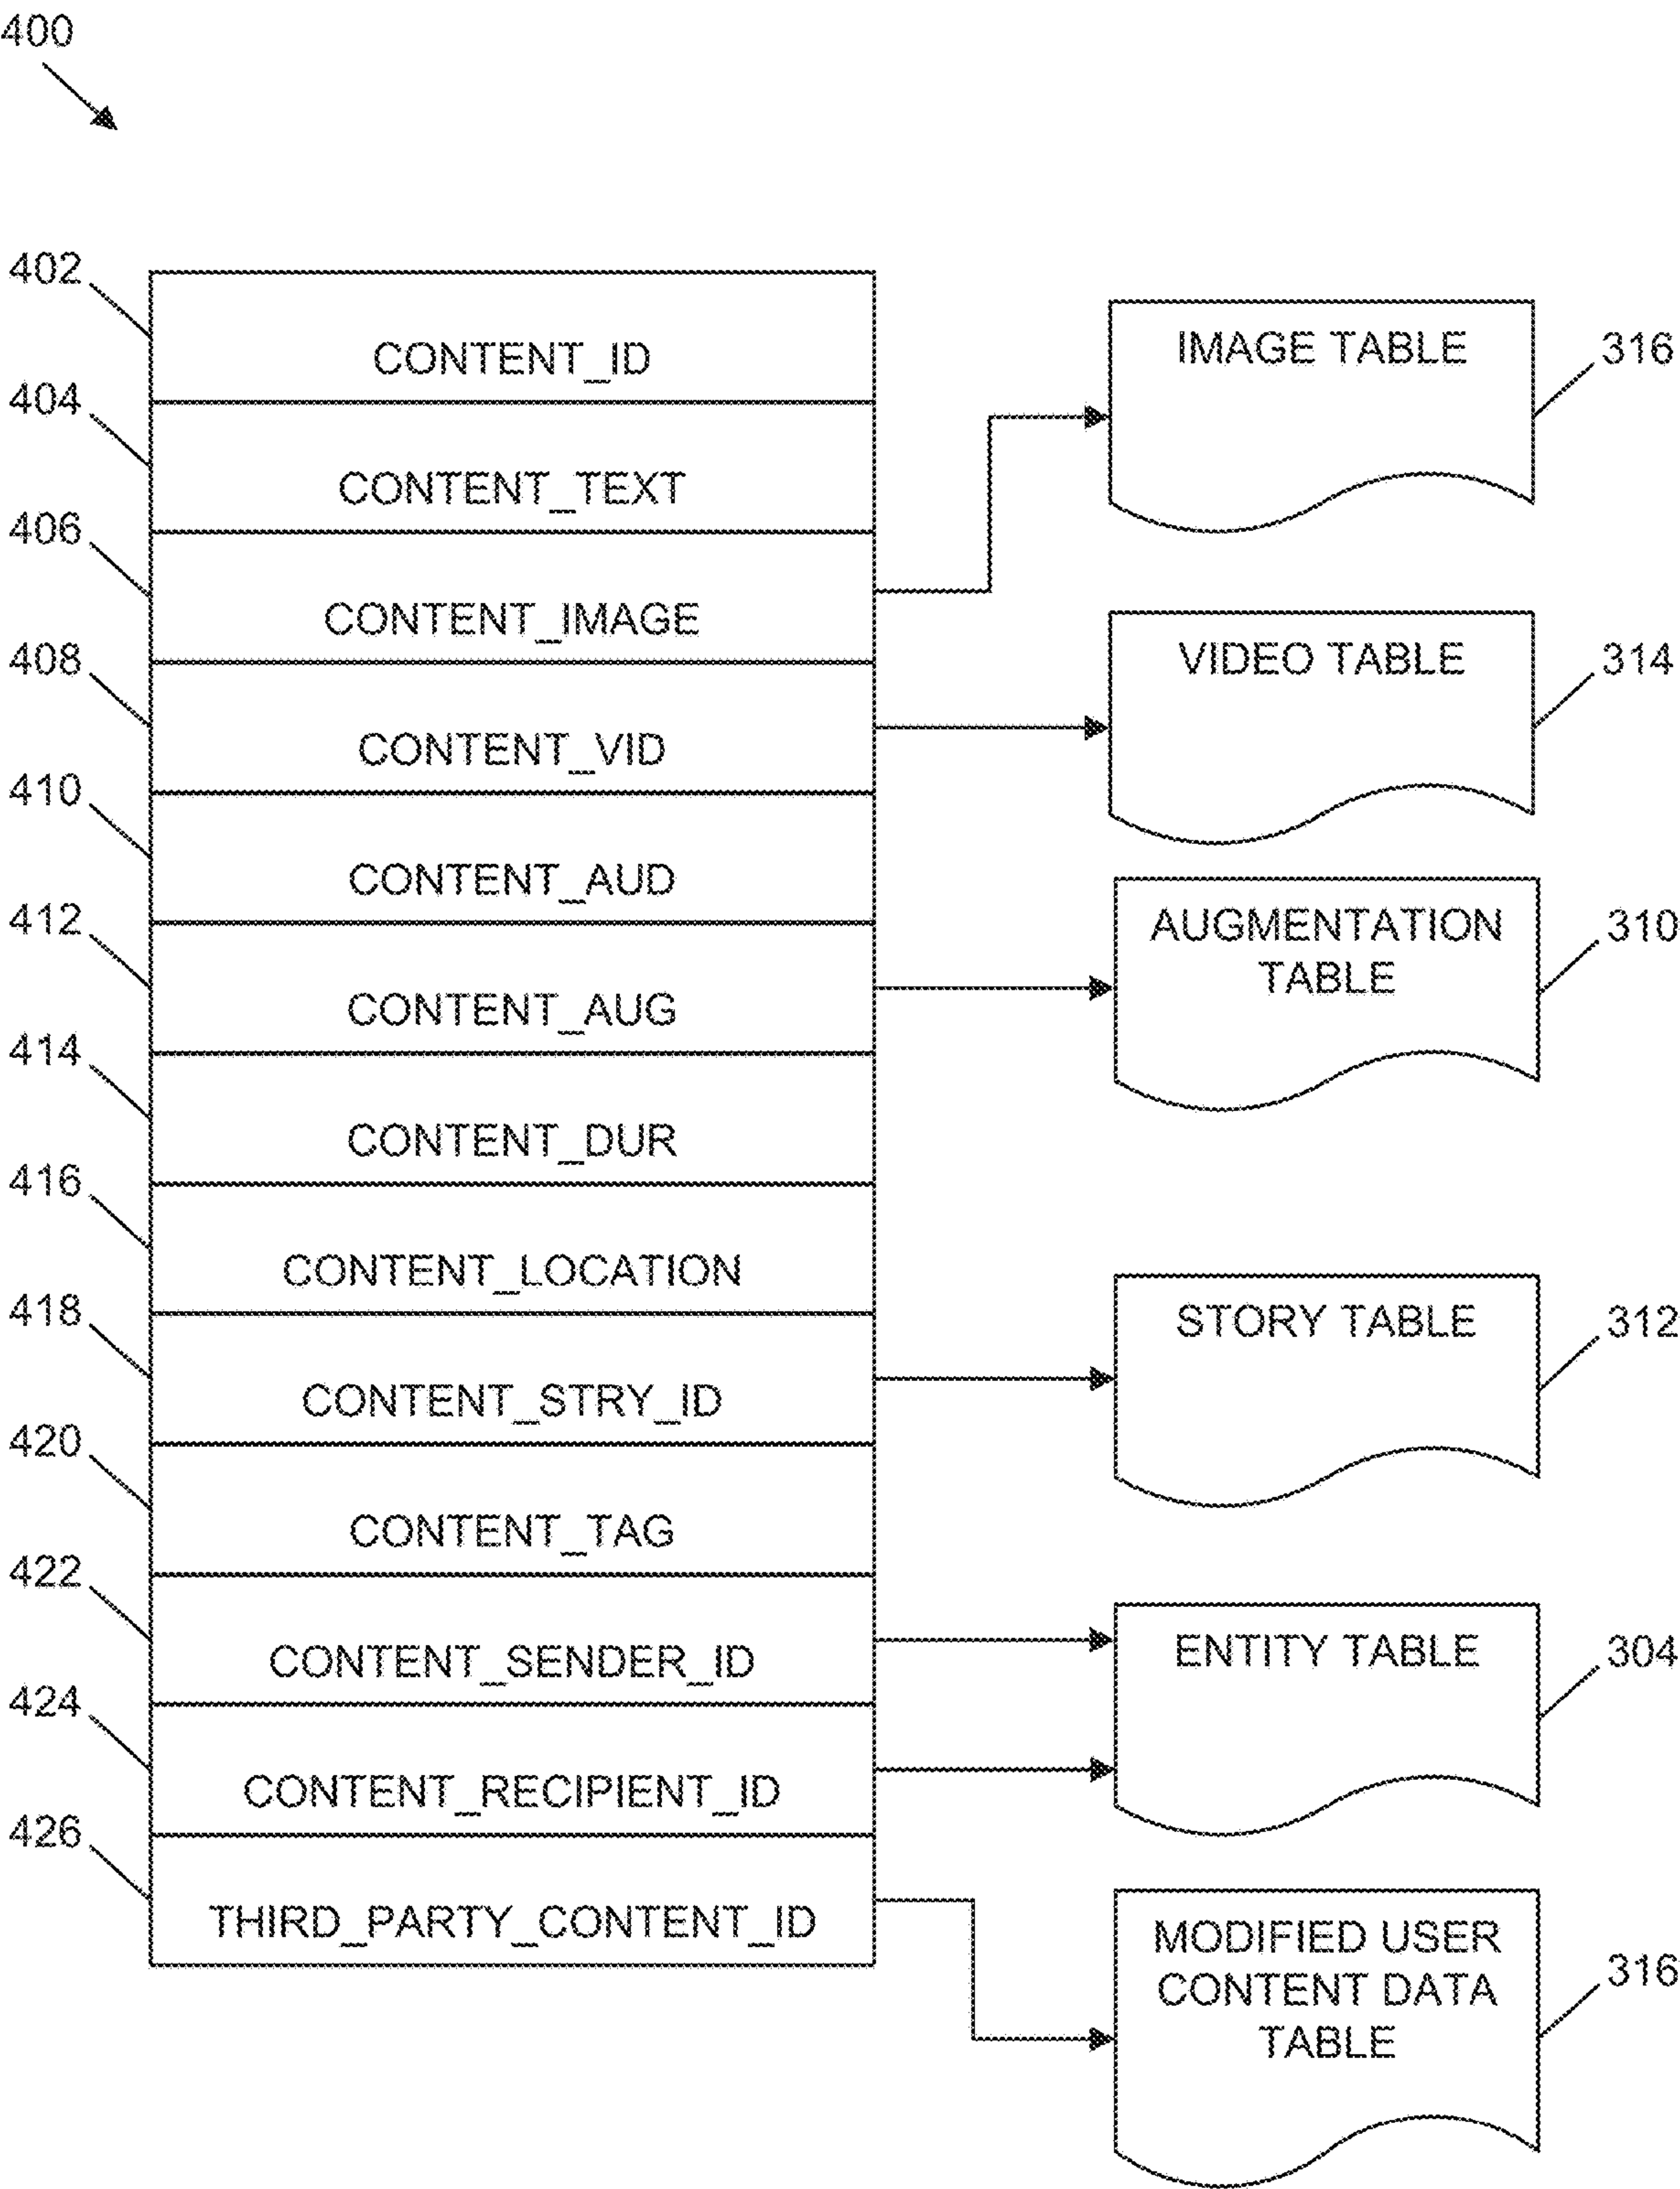 400
402
CONTENT_ID
404
CONTENT_TEXT
406
CONTENT_IMAGE
408
CONTENT_VID
410
CONTENT_AUD
412
CONTENT_AUG
414
CONTENT_DUR
416
CONTENT_LOCATION
418
CONTENT_STRY_ID
420
CONTENT_TAG
422
CONTENT_SENDER_ID
424
CONTENT_RECIPIENT_ID
426
THIRD_PARTY_CONTENT_ID
IMAGE TABLE
316
VIDEO TABLE
314
AUGMENTATION
TABLE
310
STORY TABLE
312
ENTITY TABLE
304
MODIFIED USER
CONTENT DATA
TABLE
316